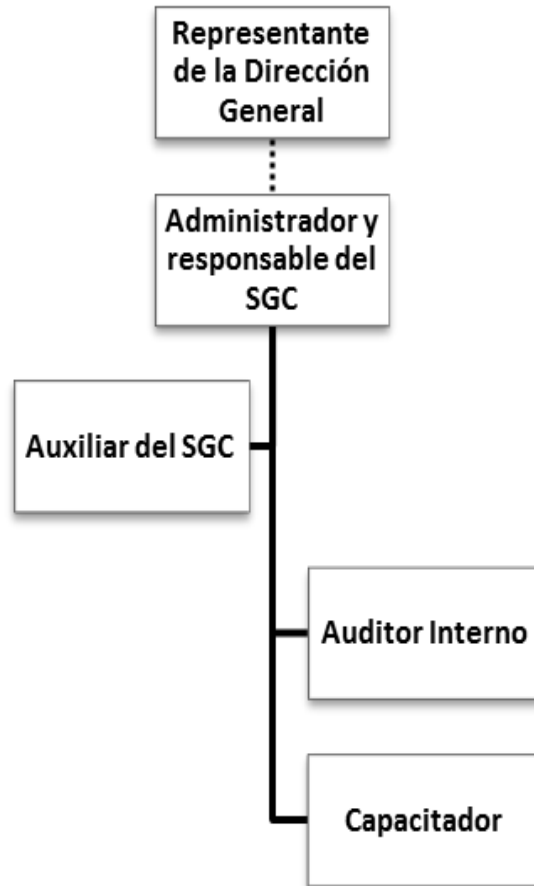 Representante
de la Dirección
General
Administrador y
responsable del
SGC
Auxiliar del SGC
Auditor Interno
Capacitador